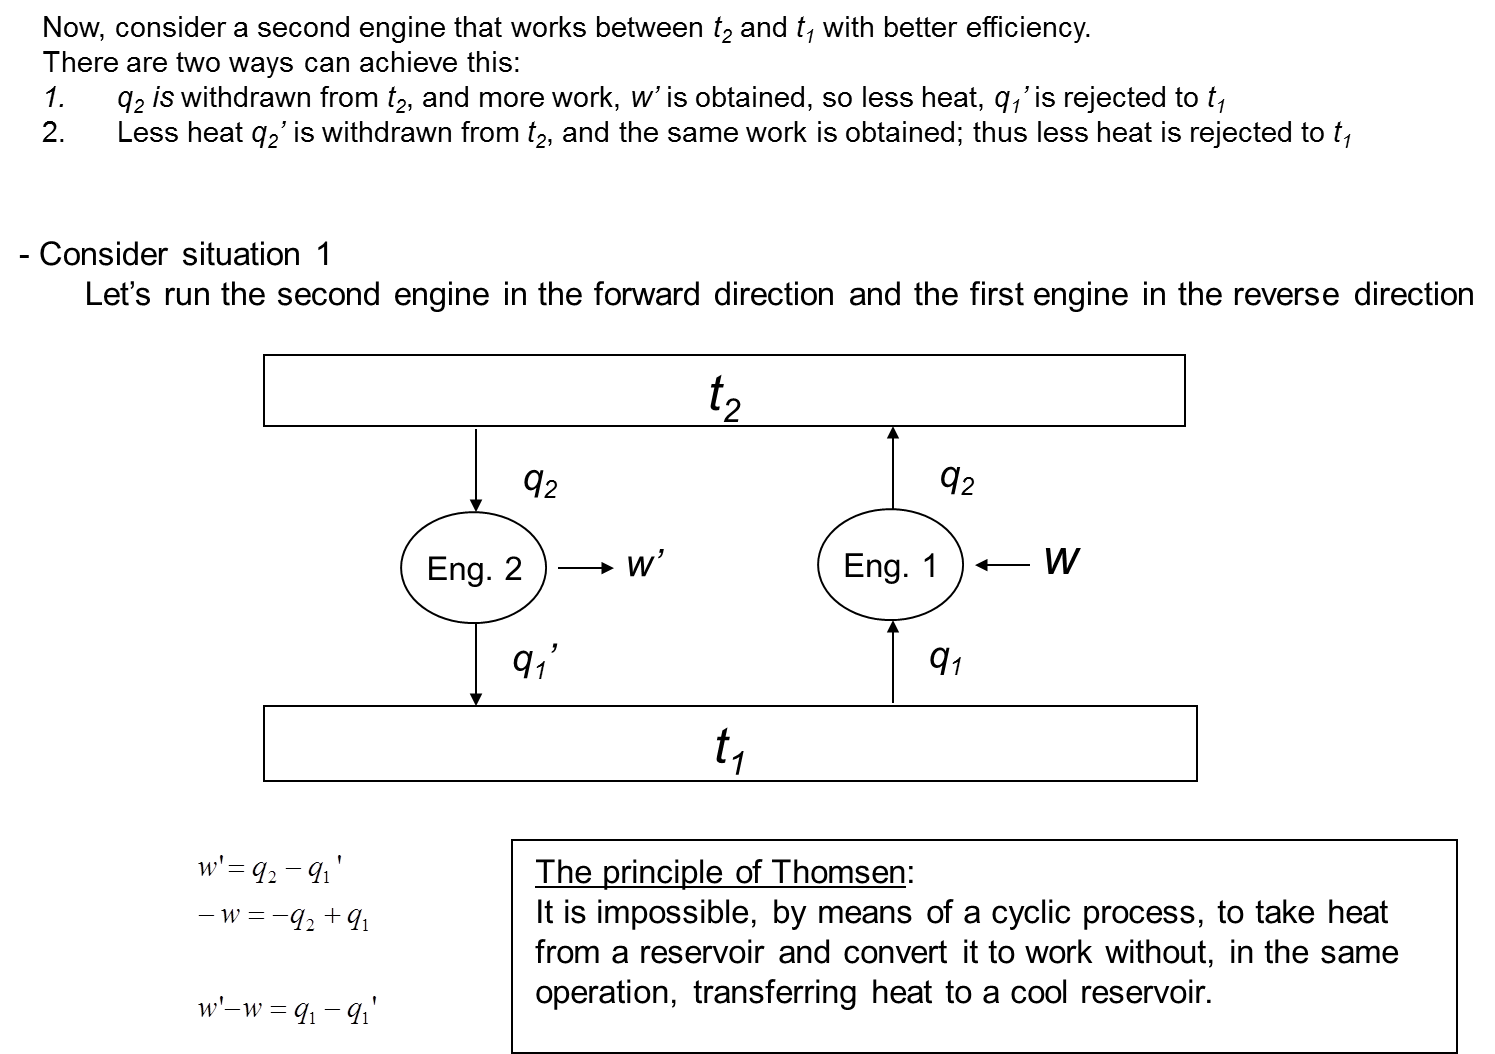 Now, consider a second engine that works between t₂ and t₁ with better efficiency.
There are two ways can achieve this:
1. q₂ is withdrawn from t₂, and more work, w’ is obtained, so less heat, q₁’ is rejected to t₁
2. Less heat q₂’ is withdrawn from t₂, and the same work is obtained; thus less heat is rejected to t₁
- Consider situation 1
Let’s run the second engine in the forward direction and the first engine in the reverse direction
t₂
q₂
q₂
Eng. 2
w’
Eng. 1
w
q₁’
q₁
t₁
w'= q₂ − q₁'
− w = −q₂ + q₁
w'−w = q₁ − q₁'
The principle of Thomsen:
It is impossible, by means of a cyclic process, to take heat
from a reservoir and convert it to work without, in the same
operation, transferring heat to a cool reservoir.